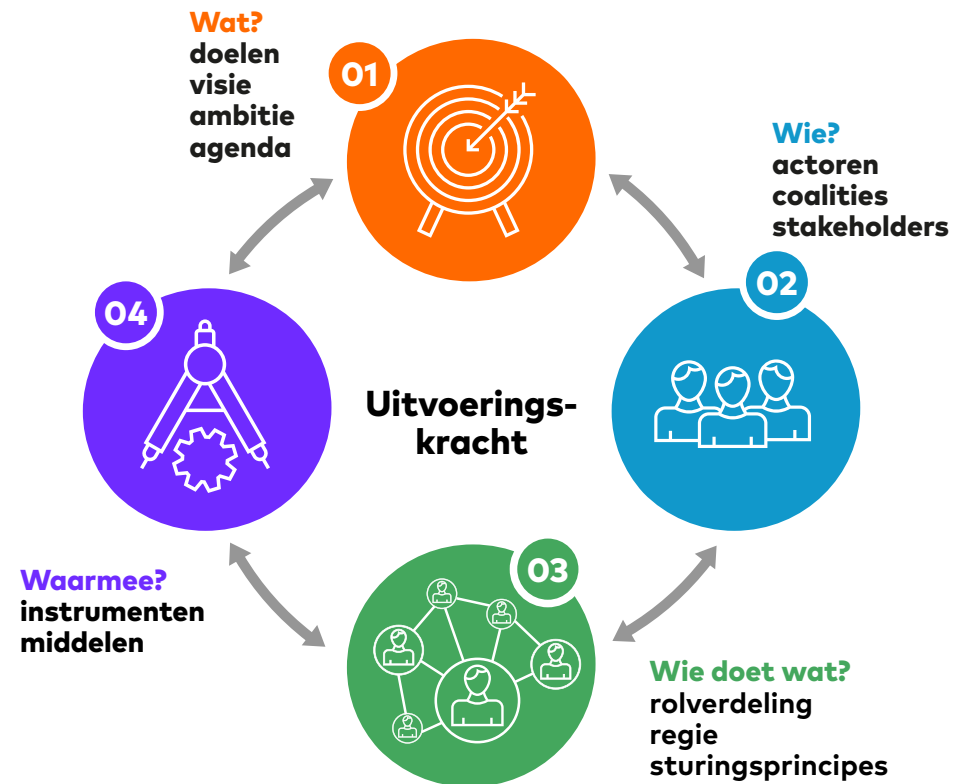 Wat?
doelen
visie
ambitie
agenda
01
Wie?
actoren
coalities
stakeholders
02
04
Uitvoerings-
kracht
03
Waarmee?
instrumenten
middelen
Wie doet wat?
rolverdeling
regie
sturingsprincipes